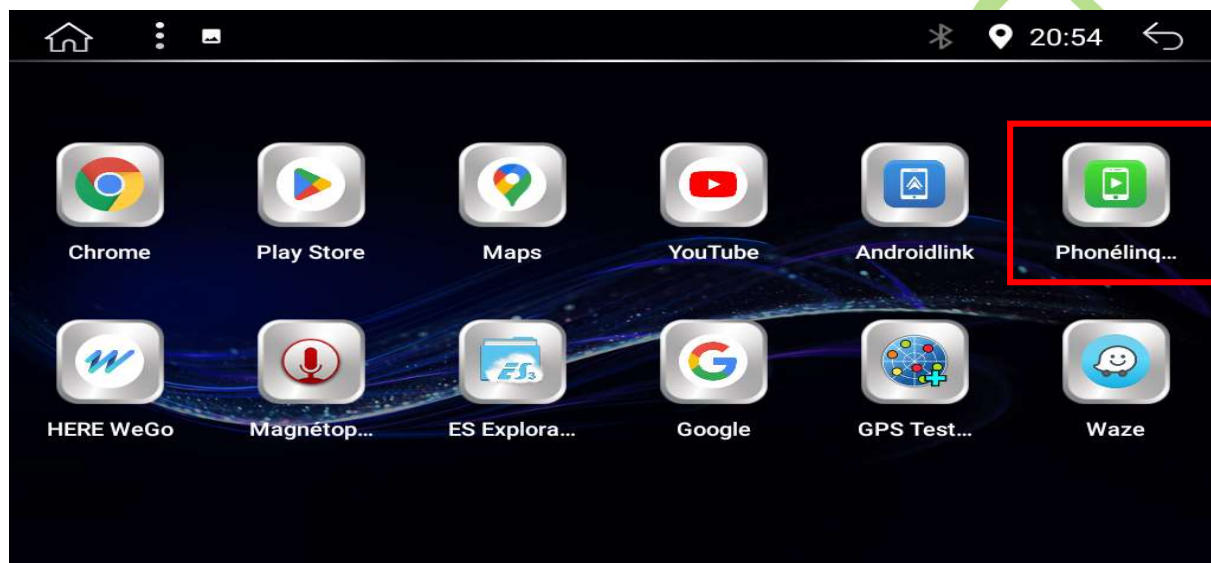 20:54
Chrome
Play Store
Maps
YouTube
Androidlink
Phonélinq...
HERE WeGo
Magnétop...
ES Explora...
Google
GPS Test...
Waze